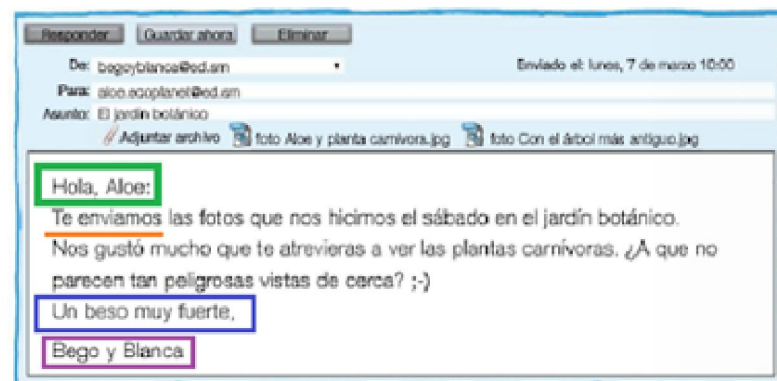 Responder Guardar ahora Eliminar
De: begoyblanca@ed.sm Enviado el: lunes, 7 de marzo 10:00
Para: aloe.ecoplanet@ed.sm
Asunto: El jardín botánico
Adjuntar archivo foto Aloe y planta carnívora.jpg foto Con el árbol más antiguo.jpg
Hola, Aloe:
Te enviamos las fotos que nos hicimos el sábado en el jardín botánico.
Nos gustó mucho que te atrevieras a ver las plantas carnívoras. ¿A que no
parecen tan peligrosas vistas de cerca? ;-)
Un beso muy fuerte,
Bego y Blanca